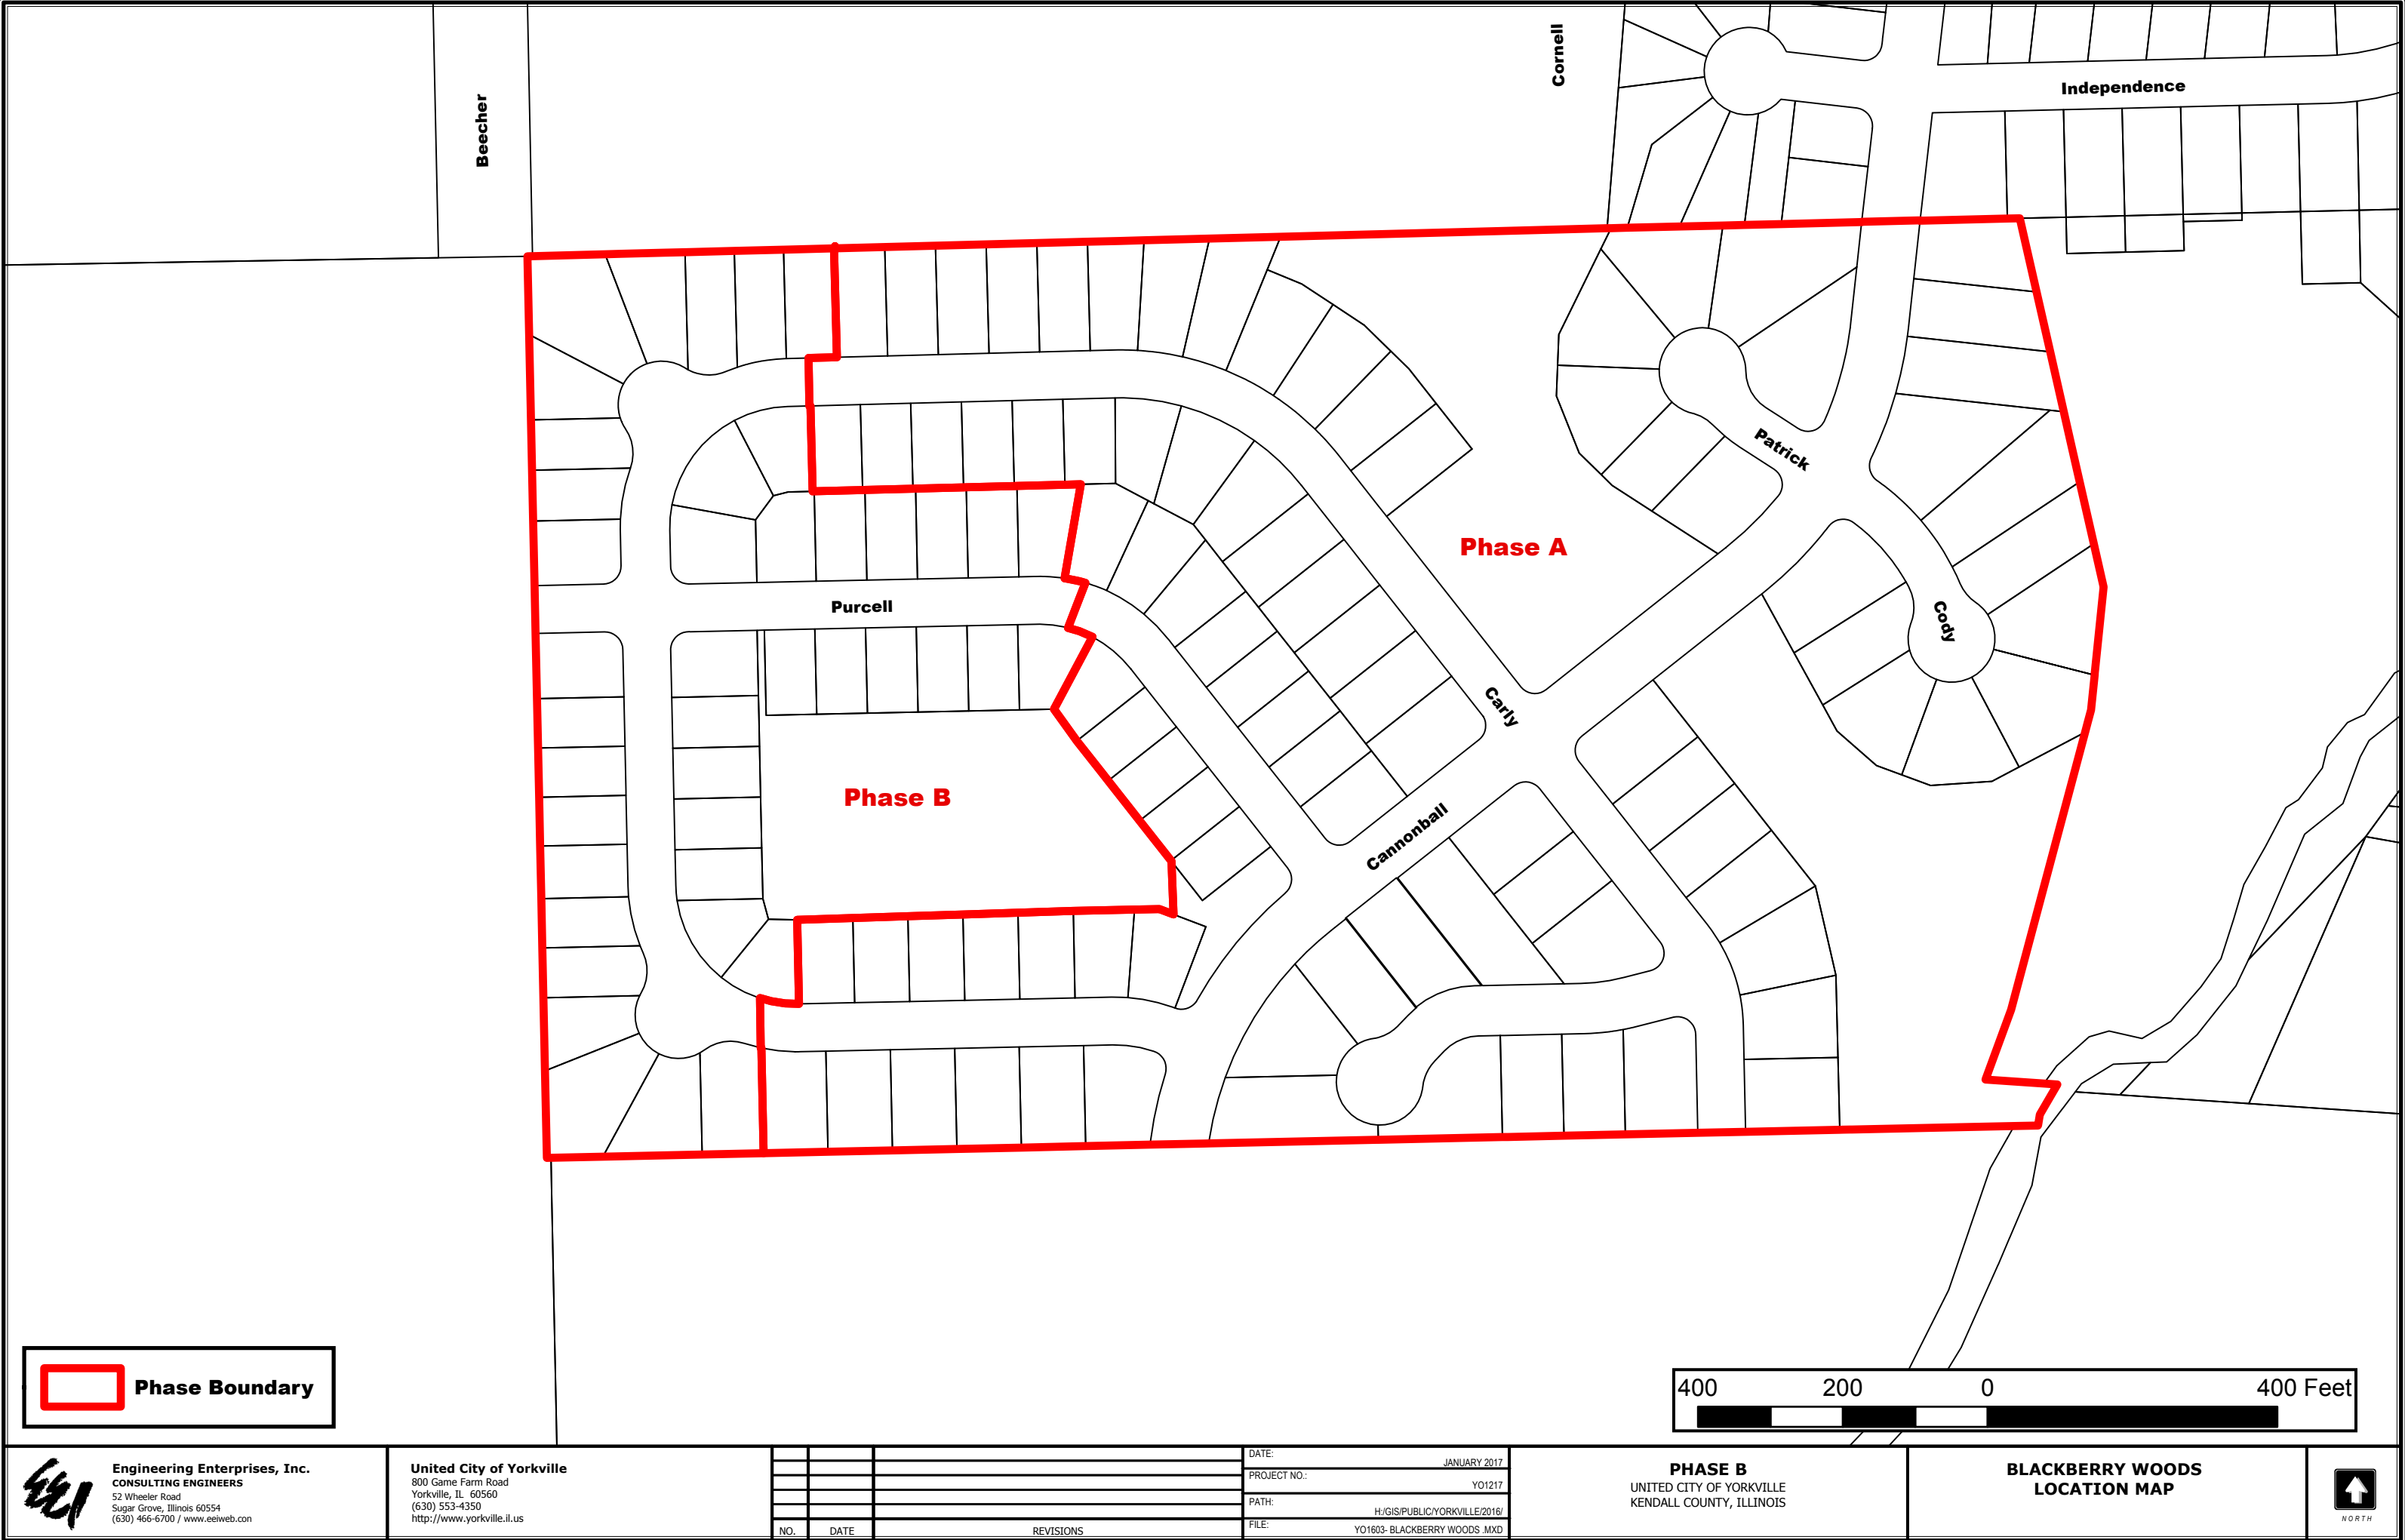 Cornell
Beecher
Independence
Patrick
Phase A
Purcell
Cody
Carly
Phase B
Cannonball
Phase Boundary
400 200 0 400 Feet
Engineering Enterprises, Inc.
CONSULTING ENGINEERS
52 Wheeler Road
Sugar Grove, Illinois 60554
(630) 466-6700 / www.eeiweb.con
United City of Yorkville
800 Game Farm Road
Yorkville, IL 60560
(630) 553-4350
http://www.yorkville.il.us
NO. DATE REVISIONS
DATE:
JANUARY 2017
PROJECT NO.:
YO1217
PATH:
H:/GIS/PUBLIC/YORKVILLE/2016/
FILE:
YO1603- BLACKBERRY WOODS .MXD
PHASE B
UNITED CITY OF YORKVILLE
KENDALL COUNTY, ILLINOIS
BLACKBERRY WOODS
LOCATION MAP
NORTH